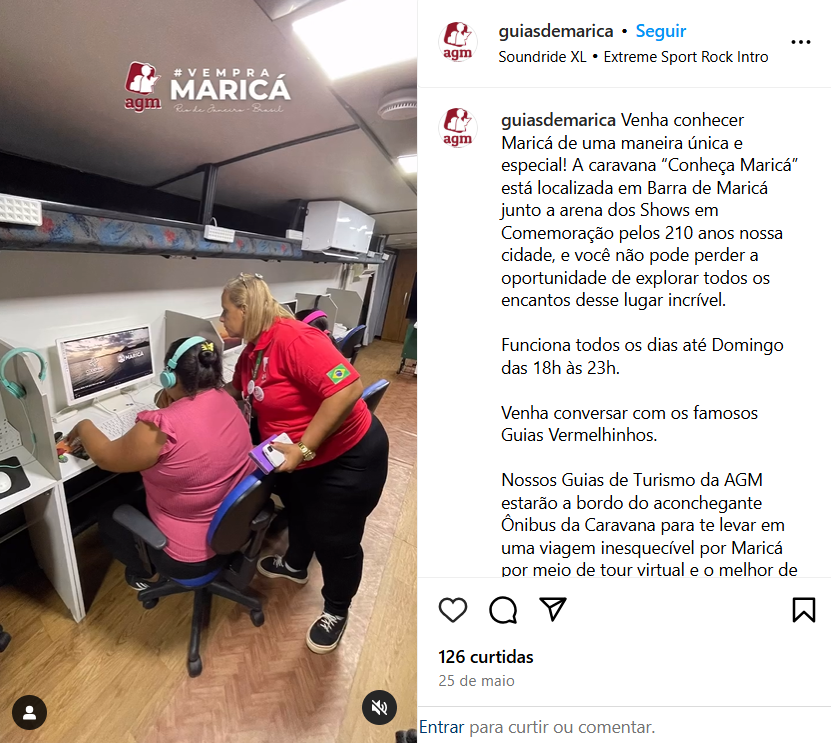 #VEMPRA
MARICÁ
Rio de Janeiro - Brasil
agm
MARICÁ
agm
guiasdemarica • Seguir
Soundride XL • Extreme Sport Rock Intro
agm
guiasdemarica Venha conhecer
Maricá de uma maneira única e
especial! A caravana “Conheça Maricá”
está localizada em Barra de Maricá
junto a arena dos Shows em
Comemoração pelos 210 anos nossa
cidade, e você não pode perder a
oportunidade de explorar todos os
encantos desse lugar incrível.
Funciona todos os dias até Domingo
das 18h às 23h.
Venha conversar com os famosos
Guias Vermelhinhos.
Nossos Guias de Turismo da AGM
estarão a bordo do aconchegante
Ônibus da Caravana para te levar em
uma viagem inesquecível por Maricá
por meio de tour virtual e o melhor de
126 curtidas
25 de maio
Entrar para curtir ou comentar.